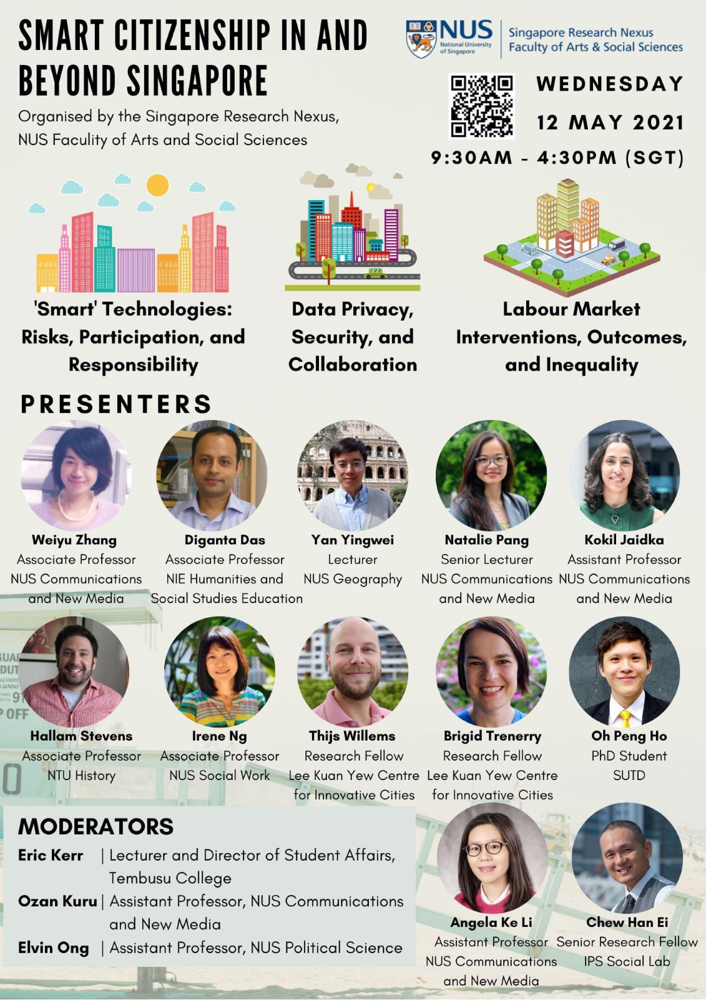 SMART CITIZENSHIP IN AND
BEYOND SINGAPORE
Organised by the Singapore Research Nexus,
NUS Faculity of Arts and Social Sciences
NUS
National University
of Singapore
Singapore Research Nexus
Faculty of Arts & Social Sciences
WEDNESDAY
12 MAY 2021
9:30AM - 4:30PM (SGT)
'Smart' Technologies:
Risks, Participation, and
Responsibility
Data Privacy,
Security, and
Collaboration
Labour Market
Interventions, Outcomes,
and Inequality
PRESENTERS
Weiyu Zhang
Associate Professor
NUS Communications
and New Media
Diganta Das
Associate Professor
NIE Humanities and
Social Studies Education
Yan Yingwei
Lecturer
NUS Geography
Natalie Pang
Senior Lecturer
NUS Communications
and New Media
Kokil Jaidka
Assistant Professor
NUS Communications
and New Media
Hallam Stevens
Associate Professor
NTU History
Irene Ng
Associate Professor
NUS Social Work
Thijs Willems
Research Fellow
Lee Kuan Yew Centre
for Innovative Cities
Brigid Trenerry
Research Fellow
Lee Kuan Yew Centre
for Innovative Cities
Oh Peng Ho
PhD Student
SUTD
Angela Ke Li
Assistant Professor
NUS Communications
and New Media
Chew Han Ei
Senior Research Fellow
IPS Social Lab
MODERATORS
Eric Kerr | Lecturer and Director of Student Affairs,
Tembusu College
Ozan Kuru | Assistant Professor, NUS Communications
and New Media
Elvin Ong | Assistant Professor, NUS Political Science
DUT
OFF